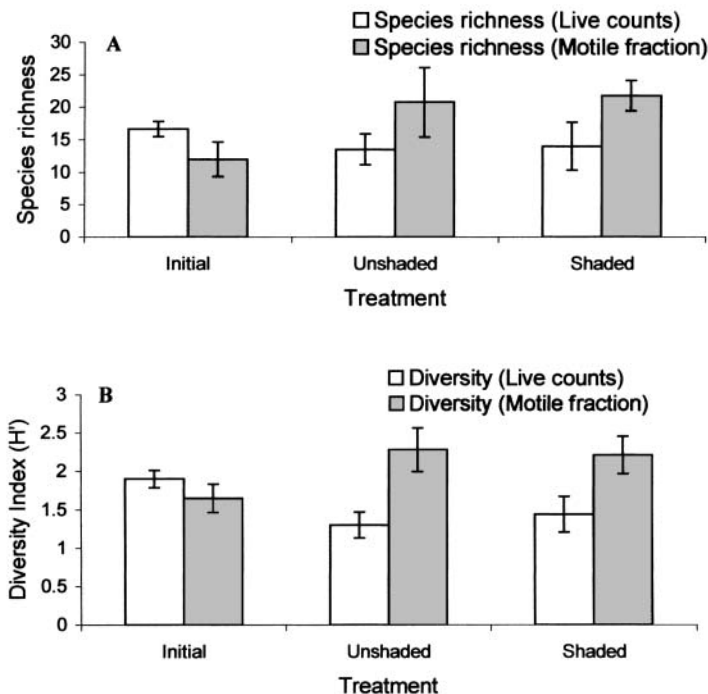 A
Species richness (Live counts)
Species richness (Motile fraction)
Species richness
30
25
20
15
10
5
0
Initial
Unshaded
Shaded
Treatment
B
Diversity (Live counts)
Diversity (Motile fraction)
Diversity Index (H')
3
2.5
2
1.5
1
0.5
0
Initial
Unshaded
Shaded
Treatment